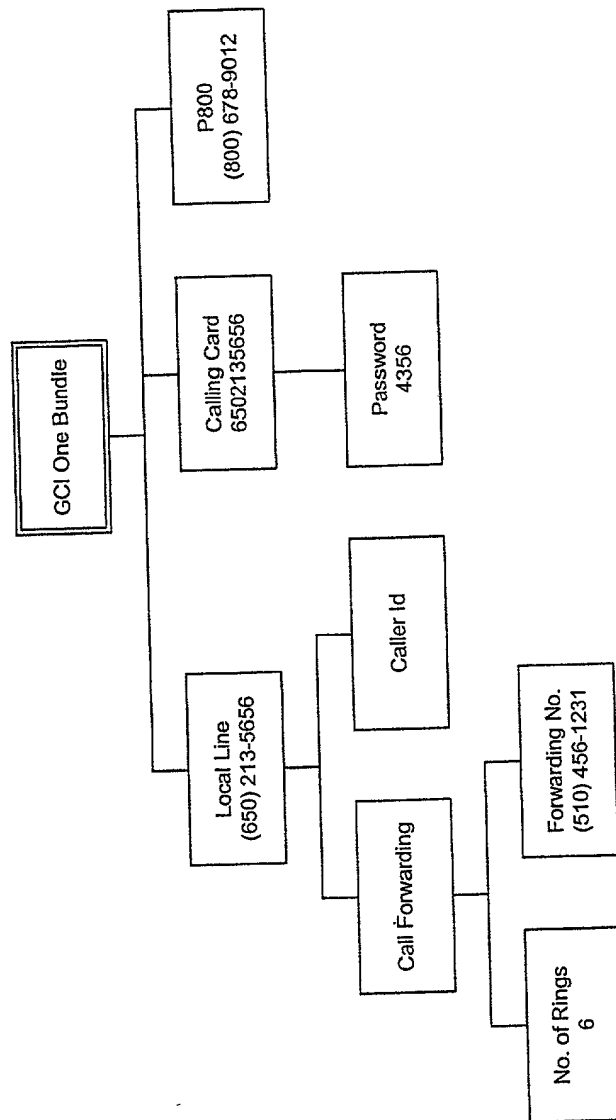 GCI One Bundle
Local Line
(650) 213-5656
Calling Card
6502135656
P800
(800) 678-9012
Call Forwarding
Caller Id
Password
4356
No. of Rings
6
Forwarding No.
(510) 456-1231